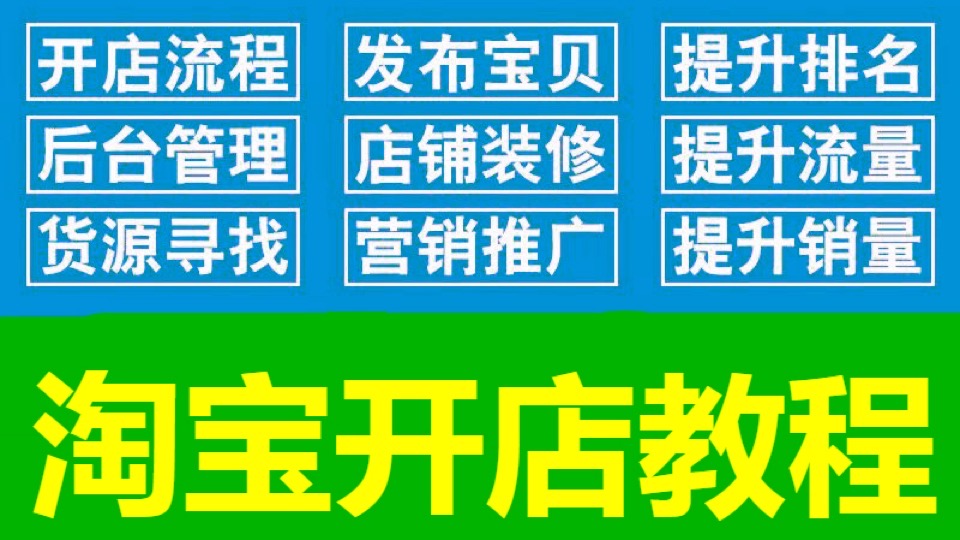 开店流程 发布宝贝 提升排名
后台管理 店铺装修 提升流量
货源寻找 营销推广 提升销量
淘宝开店教程